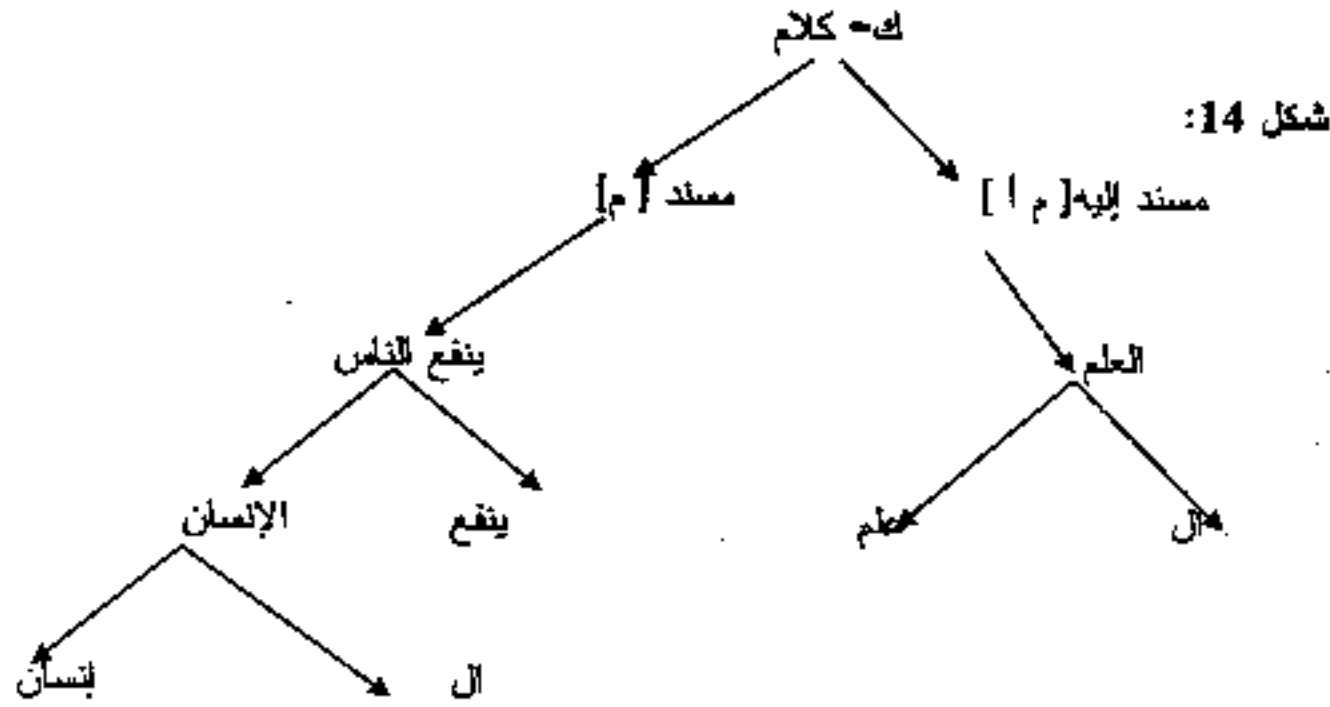 ك= كلام
شكل 14:
مسند إليه[ م أ ]
مسند [ م]
العلم
ينفع الناس
ال
علم
ينفع
الإنسان
ال
إنسان